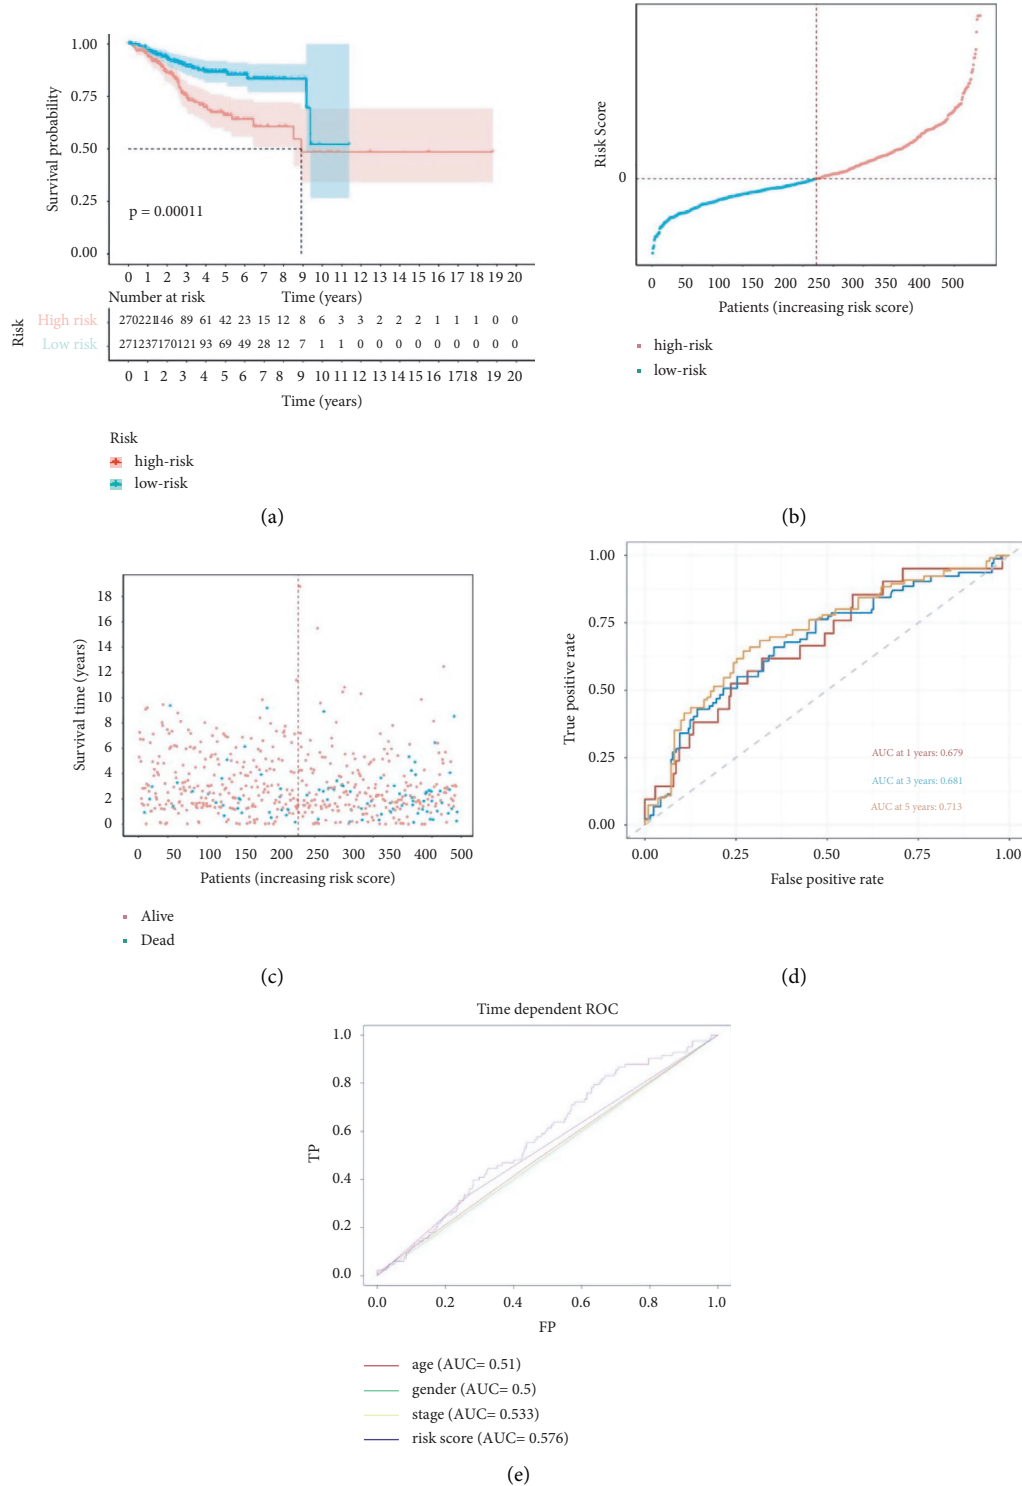 1.00
0.75
0.50
0.25
0.00
Survival probability
p = 0.00011
0 1 2 3 4 5 6 7 8 9 10 11 12 13 14 15 16 17 18 19 20
Number at risk
Time (years)
Risk
High risk 270 221 146 89 61 42 23 15 12 8 6 3 3 2 2 2 1 1 1 0 0
Low risk 271 237 170 121 93 69 49 28 12 7 1 1 0 0 0 0 0 0 0 0 0
0 1 2 3 4 5 6 7 8 9 10 11 12 13 14 15 16 17 18 19 20
Time (years)
Risk
high-risk
low-risk
(a)
Risk Score
0
0 50 100 150 200 250 300 350 400 450 500
Patients (increasing risk score)
high-risk
low-risk
(b)
18
16
14
12
10
8
6
4
2
0
Survival time (years)
0 50 100 150 200 250 300 350 400 450 500
Patients (increasing risk score)
Alive
Dead
(c)
1.00
0.75
0.50
0.25
0.00
True positive rate
AUC at 1 years: 0.679
AUC at 3 years: 0.681
AUC at 5 years: 0.713
0.00 0.25 0.50 0.75 1.00
False positive rate
(d)
Time dependent ROC
1.0
0.8
0.6
0.4
0.2
0.0
TP
0.0 0.2 0.4 0.6 0.8 1.0
FP
age (AUC= 0.51)
gender (AUC= 0.5)
stage (AUC= 0.533)
risk score (AUC= 0.576)
(e)